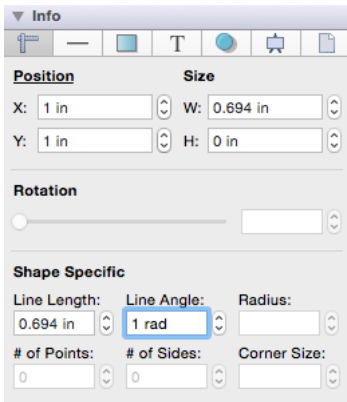 Info
T
Position Size
X: 1 in W: 0.694 in
Y: 1 in H: 0 in
Rotation
Shape Specific
Line Length: Line Angle: Radius:
0.694 in 1 rad
# of Points: # of Sides: Corner Size:
0 0